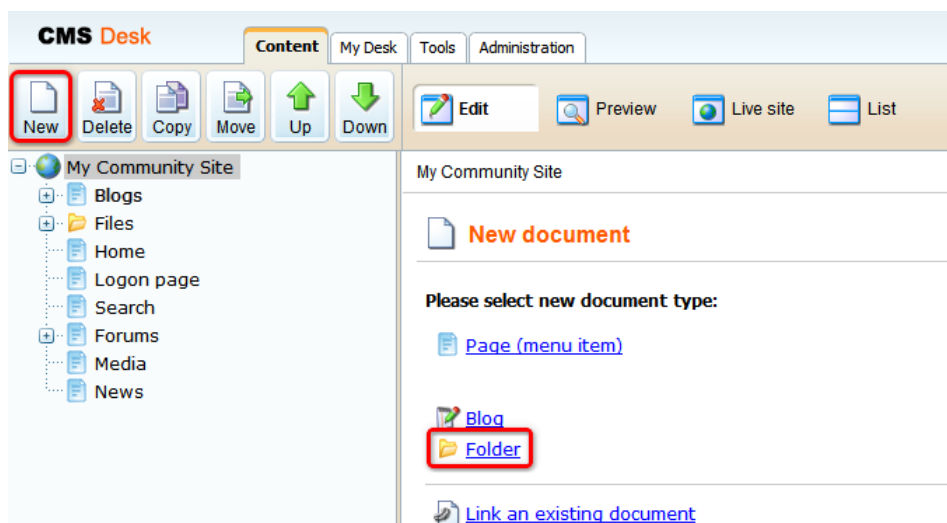 CMS Desk
Content
My Desk
Tools
Administration
New
Delete
Copy
Move
Up
Down
Edit
Preview
Live site
List
My Community Site
Blogs
Files
Home
Logon page
Search
Forums
Media
News
My Community Site
New document
Please select new document type:
Page (menu item)
Blog
Folder
Link an existing document